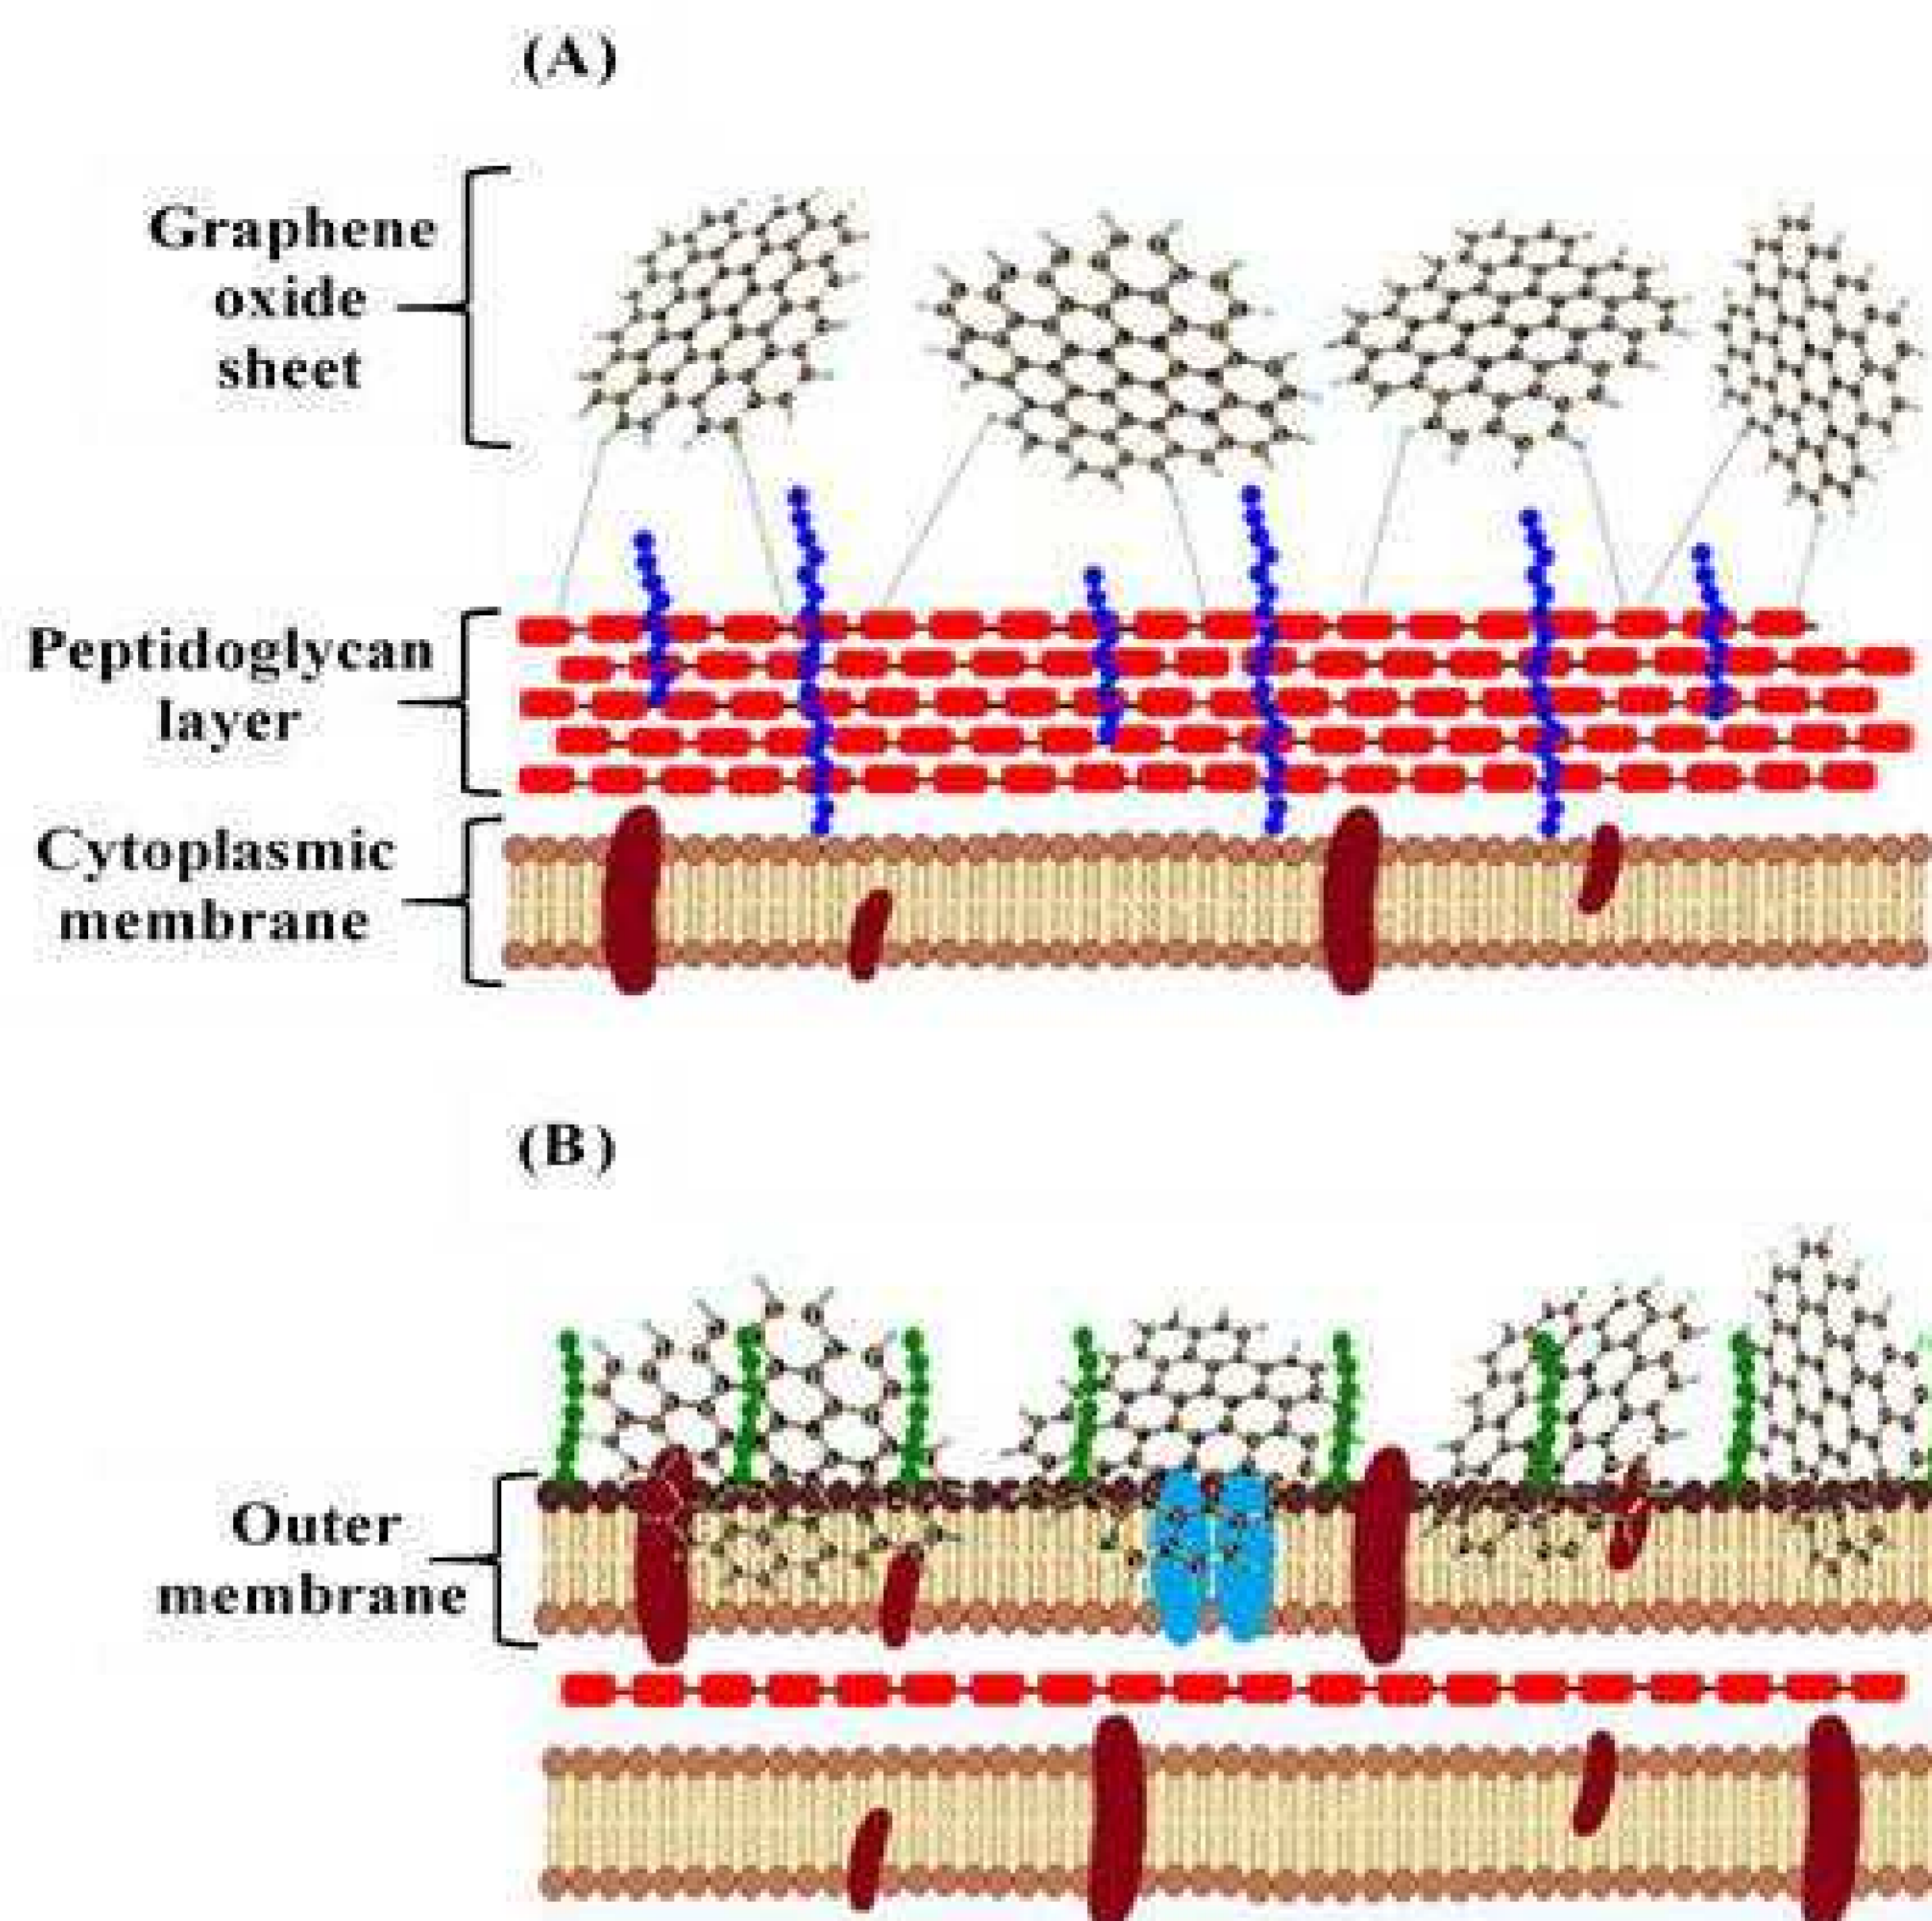 (A)
Graphene
oxide
sheet
Peptidoglycan
layer
Cytoplasmic
membrane
(B)
Outer
membrane